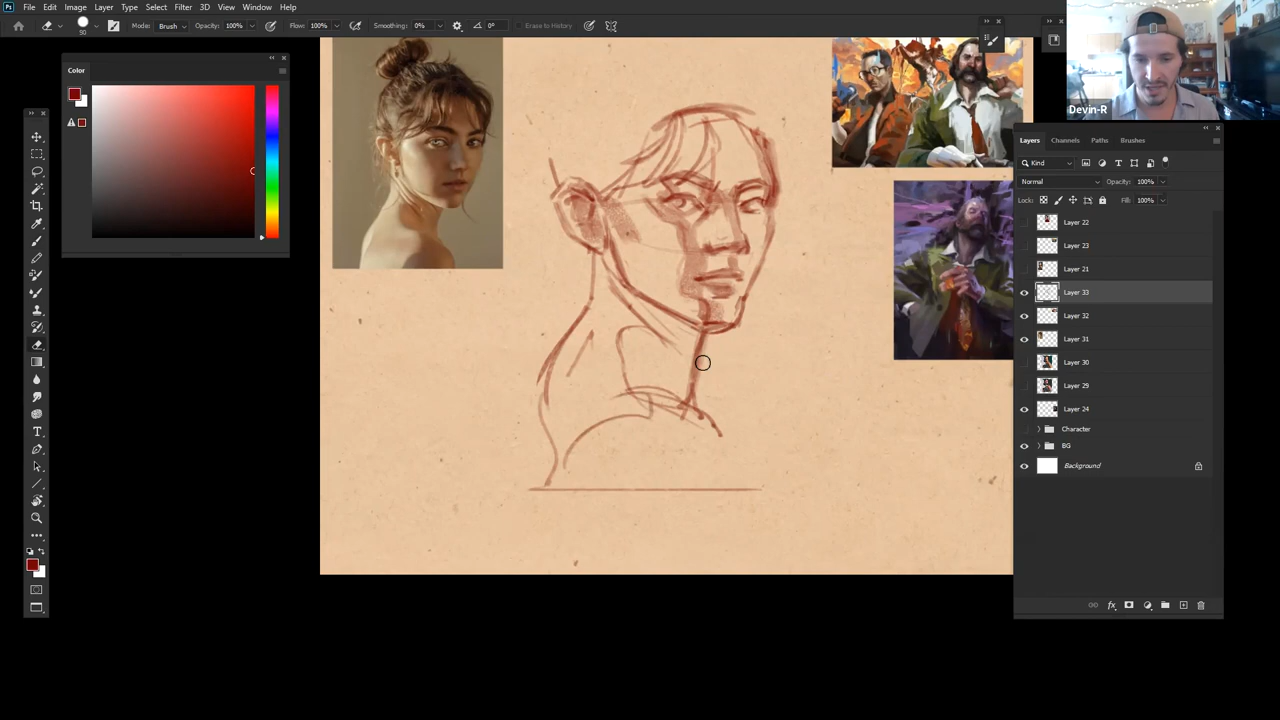 Ps File Edit Image Layer Type Select Filter 3D View Window Help
90 Mode: Brush Opacity: 100% Flow: 100% Smoothing: 0% 0° Erase to History
Color
Devin-R
Layers Channels Paths Brushes
Kind
Normal Opacity: 100%
Lock: Fill: 100%
Layer 22
Layer 23
Layer 21
Layer 33
Layer 32
Layer 31
Layer 30
Layer 29
Layer 24
Character
BG
Background
fx